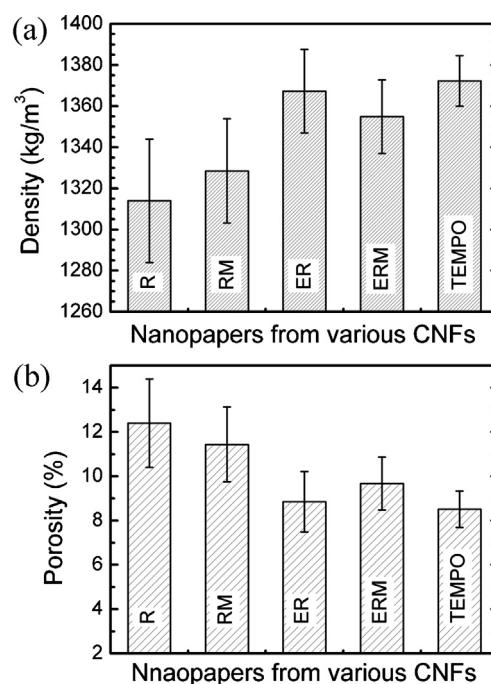 (a)
Density (kg/m³)
1400
1380
1360
1340
1320
1300
1280
1260
R
RM
ER
ERM
TEMPO
Nanopapers from various CNFs
(b)
Porosity (%)
14
12
10
8
6
4
2
R
RM
ER
ERM
TEMPO
Nnaopapers from various CNFs